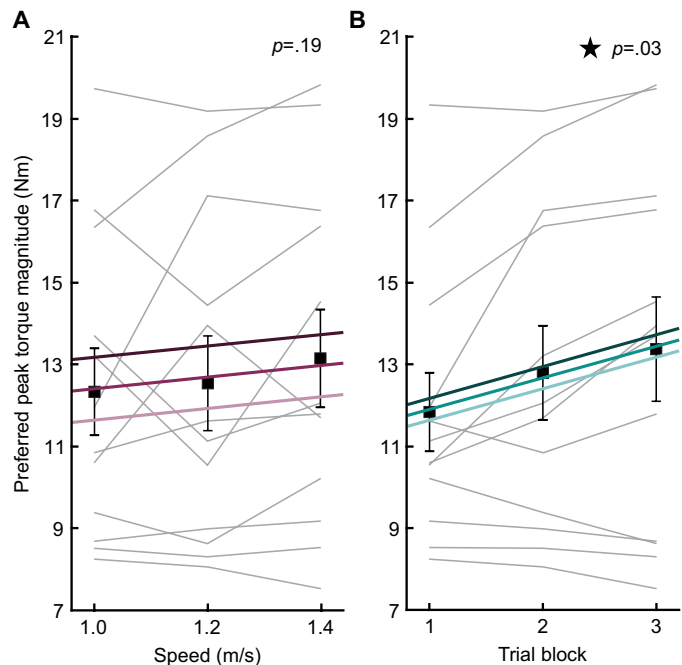 A
B
p=.19
★ p=.03
Preferred peak torque magnitude (Nm)
21
19
17
15
13
11
9
7
1.0 1.2 1.4
Speed (m/s)
21
19
17
15
13
11
9
7
1 2 3
Trial block